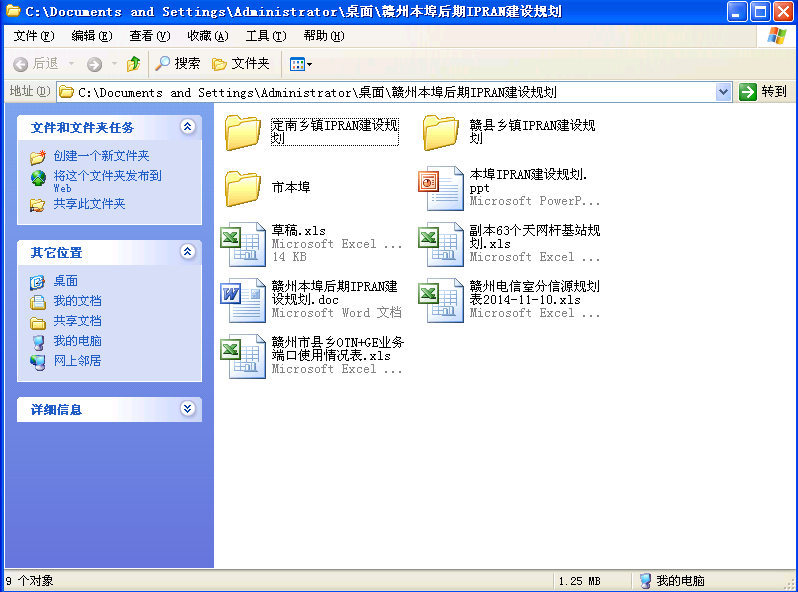 C:\Documents and Settings\Administrator\桌面\赣州本埠后期IPRAN建设规划
文件(F) 编辑(E) 查看(V) 收藏(A) 工具(T) 帮助(H)
后退 搜索 文件夹
地址(D) C:\Documents and Settings\Administrator\桌面\赣州本埠后期IPRAN建设规划 转到
文件和文件夹任务
创建一个新文件夹
将这个文件夹发布到
Web
共享此文件夹
其它位置
桌面
我的文档
共享文档
我的电脑
网上邻居
详细信息
定南乡镇IPRAN建设规
划
赣县乡镇IPRAN建设规
划
市本埠
本埠IPRAN建设规划.
ppt
Microsoft PowerP...
草稿.xls
Microsoft Excel ...
14 KB
副本63个天网杆基站规
划.xls
Microsoft Excel ...
赣州本埠后期IPRAN建
设规划.doc
Microsoft Word 文档
赣州电信室分信源规划
表2014-11-10.xls
Microsoft Excel ...
赣州市县乡OTN+GE业务
端口使用情况表.xls
Microsoft Excel ...
9 个对象 1.25 MB 我的电脑